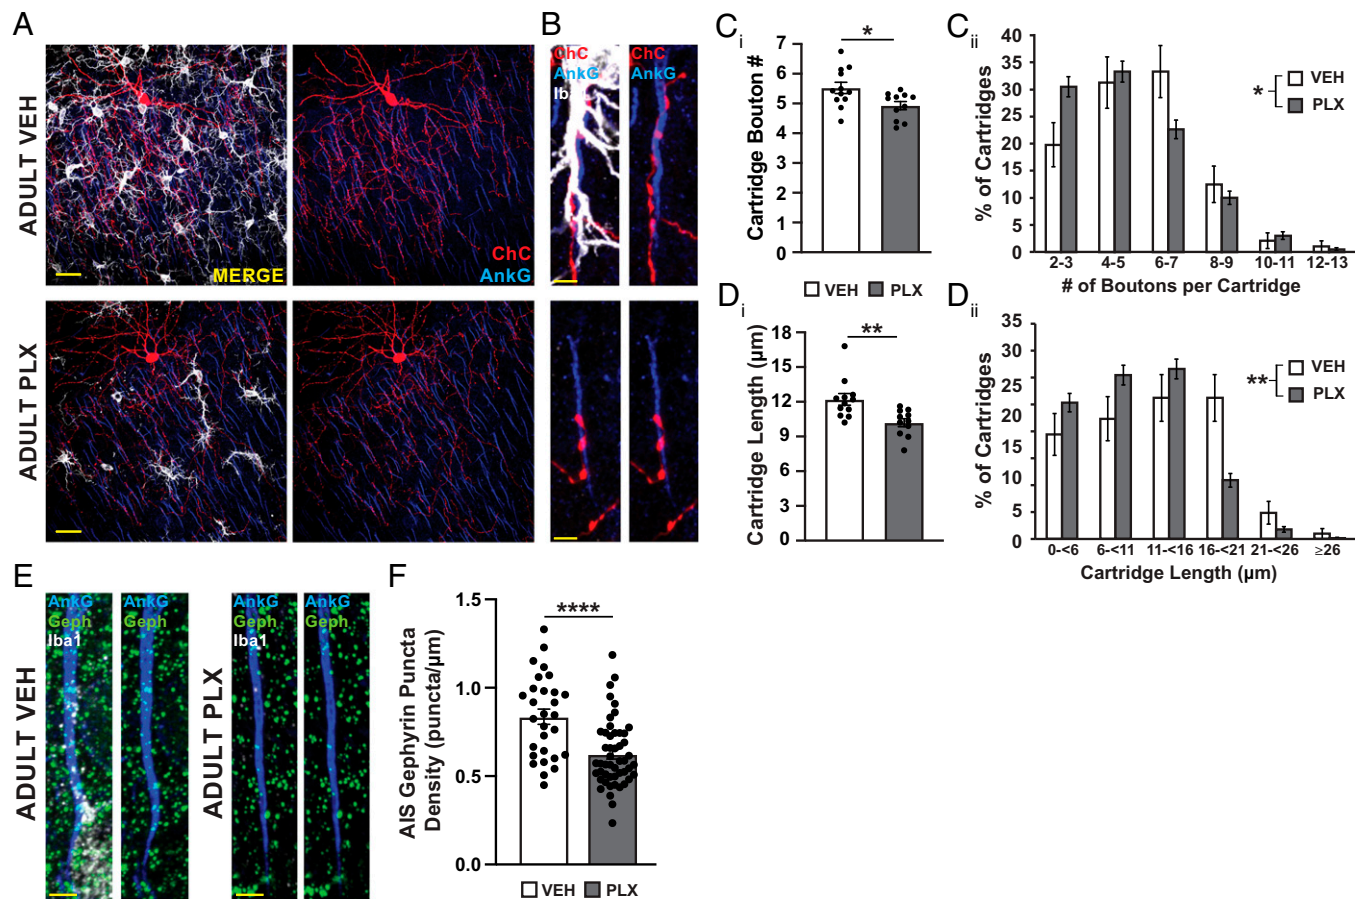 A
ADULT VEH
MERGE
ChC
AnkG
ADULT PLX
B
ChC
AnkG
Iba
ChC
AnkG
Ci
Cartridge Bouton #
7
6
5
4
3
2
1
0
*
VEH
PLX
Cii
% of Cartridges
40
35
30
25
20
15
10
5
0
* VEH
PLX
2-3 4-5 6-7 8-9 10-11 12-13
# of Boutons per Cartridge
Di
Cartridge Length (µm)
18
15
12
9
6
3
0
**
Dii
% of Cartridges
35
30
25
20
15
10
5
0
** VEH
PLX
0-<6 6-<11 11-<16 16-<21 21-<26 ≥26
Cartridge Length (µm)
E
ADULT VEH
AnkG
Geph
Iba1
AnkG
Geph
ADULT PLX
AnkG
Geph
Iba1
AnkG
Geph
F
AIS Gephyrin Puncta
Density (puncta/µm)
1.5
1.0
0.5
0.0
****
VEH PLX